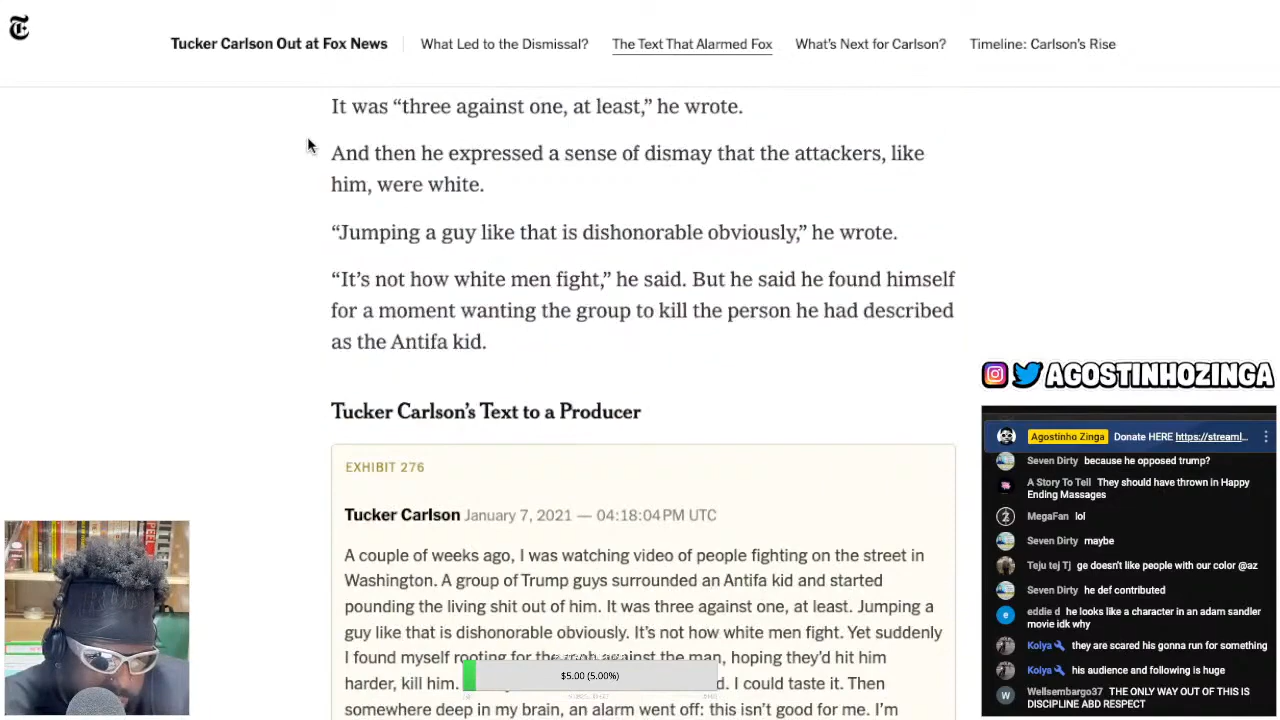 Tucker Carlson Out at Fox News
What Led to the Dismissal?
The Text That Alarmed Fox
What's Next for Carlson?
Timeline: Carlson's Rise
It was “three against one, at least,” he wrote.
And then he expressed a sense of dismay that the attackers, like
him, were white.
“Jumping a guy like that is dishonorable obviously,” he wrote.
“It's not how white men fight,” he said. But he said he found himself
for a moment wanting the group to kill the person he had described
as the Antifa kid.
Tucker Carlson's Text to a Producer
EXHIBIT 276
Tucker Carlson January 7, 2021 — 04:18:04 PM UTC
A couple of weeks ago, I was watching video of people fighting on the street in
Washington. A group of Trump guys surrounded an Antifa kid and started
pounding the living shit out of him. It was three against one, at least. Jumping a
guy like that is dishonorable obviously. It's not how white men fight. Yet suddenly
I found myself rooting for the mob against the man, hoping they'd hit him
harder, kill him. I could taste it. Then
somewhere deep in my brain, an alarm went off: this isn't good for me. I'm
$5.00 (5.00%)
AGOSTINHOZINGA
Agostinho Zinga Donate HERE https://streaml...
Seven Dirty because he opposed trump?
A Story To Tell They should have thrown in Happy
Ending Massages
MegaFan lol
Seven Dirty maybe
Teju tej Tj ge doesn't like people with our color @az
Seven Dirty he def contributed
eddie d he looks like a character in an adam sandler
movie idk why
Kolya they are scared his gonna run for something
Kolya his audience and following is huge
Wellsembargo37 THE ONLY WAY OUT OF THIS IS
DISCIPLINE ABD RESPECT